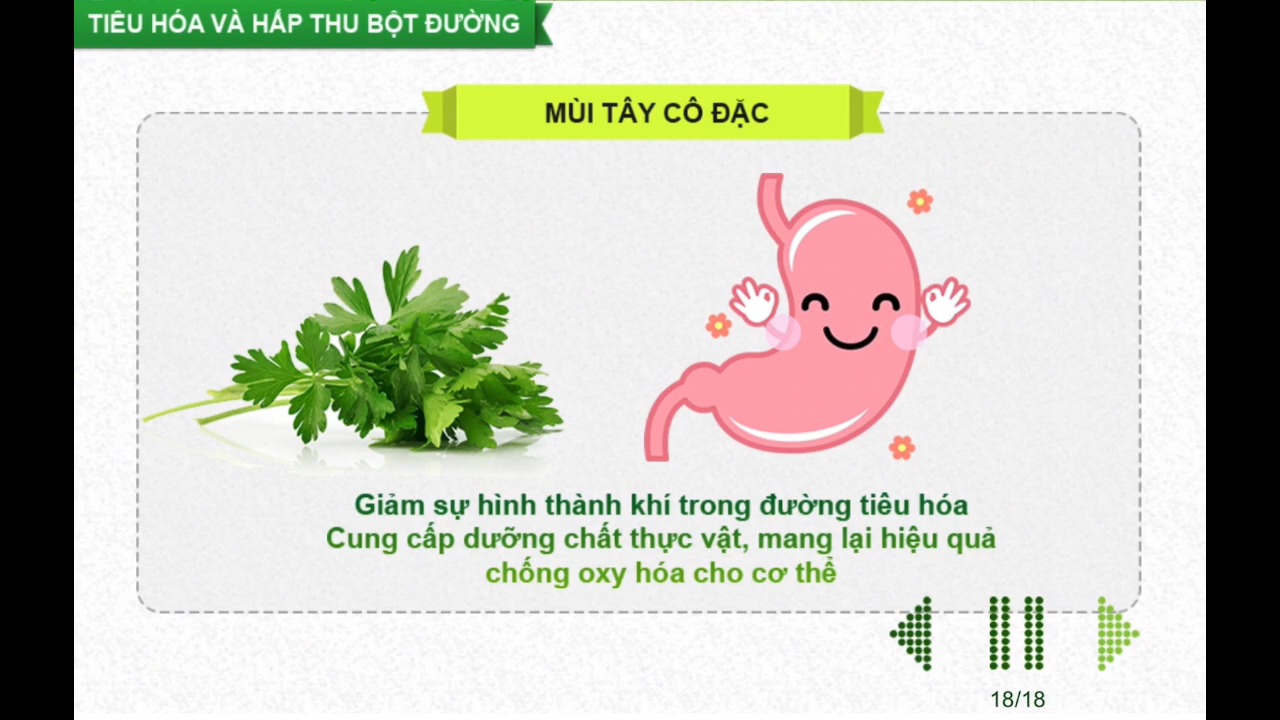 TIÊU HÓA VÀ HẤP THU BỘT ĐƯỜNG
MÙI TÂY CÔ ĐẶC
Giảm sự hình thành khí trong đường tiêu hóa
Cung cấp dưỡng chất thực vật, mang lại hiệu quả
chống oxy hóa cho cơ thể
18/18